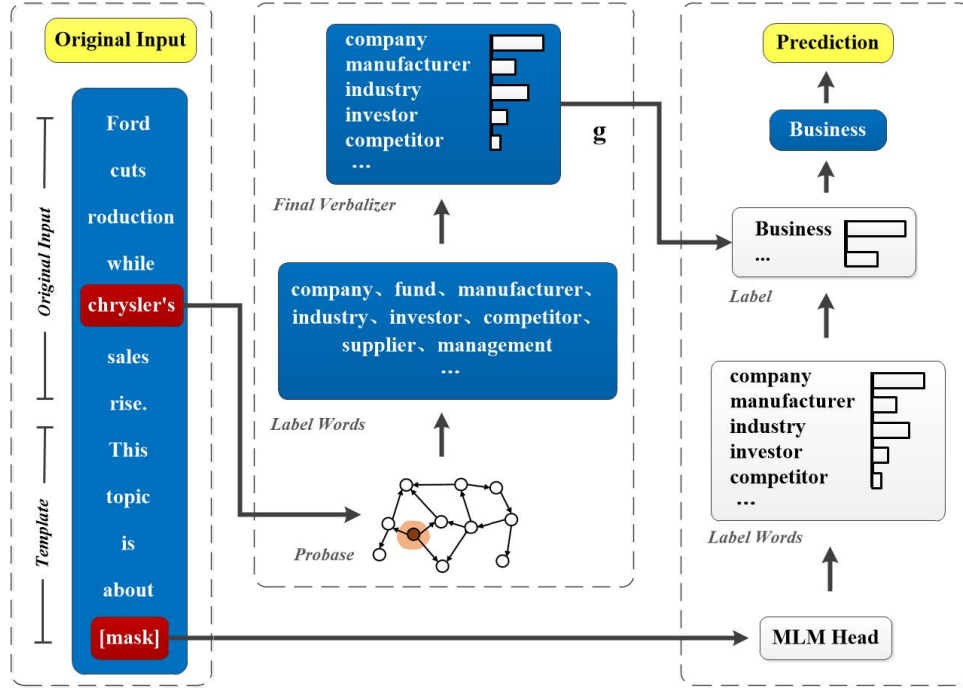 Original Input
Original Input
Template
Ford
cuts
roduction
while
chrysler's
sales
rise.
This
topic
is
about
[mask]
company
manufacturer
industry
investor
competitor
...
Final Verbalizer
g
company、fund、manufacturer、
industry、investor、competitor、
supplier、management
...
Label Words
Probase
Precdiction
Business
Business
...
Label
company
manufacturer
industry
investor
competitor
...
Label Words
MLM Head